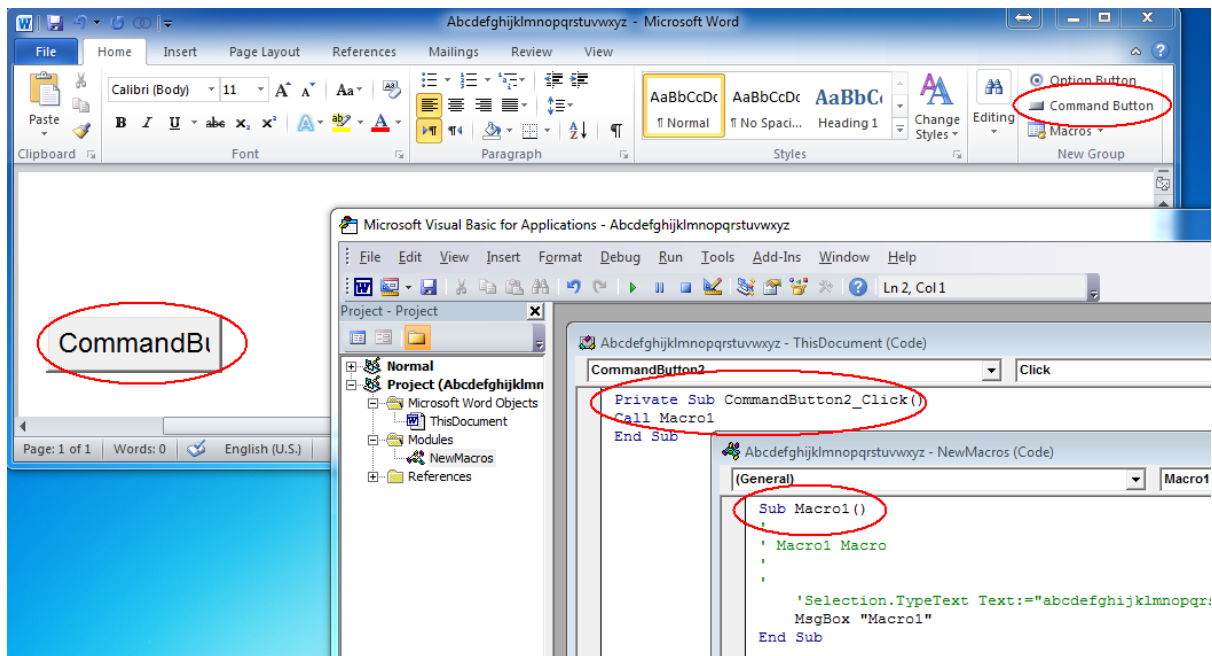 Abcdefghijklmnopqrstuvwxyz - Microsoft Word
File Home Insert Page Layout References Mailings Review View
Paste
Clipboard
Calibri (Body) 11 A A Aa
B I U abc X₂ X² A ab A
Font
Paragraph
AaBbCcDc AaBbCcDc AaBbC
¶ Normal ¶ No Spaci... Heading 1
Change Styles
Styles
Editing
Option Button
Command Button
Macros
New Group
CommandBu
Page: 1 of 1 Words: 0 English (U.S.)
Microsoft Visual Basic for Applications - Abcdefghijklmnopqrstuvwxyz
File Edit View Insert Format Debug Run Tools Add-Ins Window Help
Ln 2, Col 1
Project - Project
Normal
Project (Abcdefghijklmn
Microsoft Word Objects
ThisDocument
Modules
NewMacros
References
Abcdefghijklmnopqrstuvwxyz - ThisDocument (Code)
CommandButton2 Click
Private Sub CommandButton2_Click()
Call Macro1
End Sub
Abcdefghijklmnopqrstuvwxyz - NewMacros (Code)
(General) Macro1
Sub Macro1()
'
' Macro1 Macro
'
'
'Selection.TypeText Text:="abcdefghijklmnopqrs
MsgBox "Macro1"
End Sub